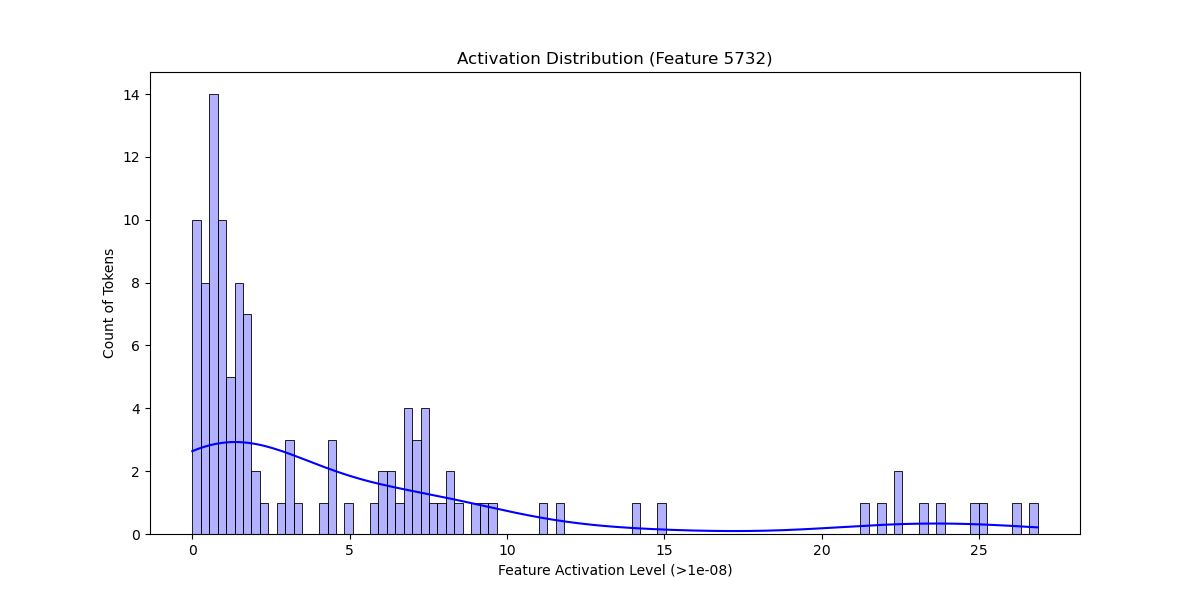 Activation Distribution (Feature 5732)
14
12
10
8
6
4
2
0
Count of Tokens
0 5 10 15 20 25
Feature Activation Level (>1e-08)